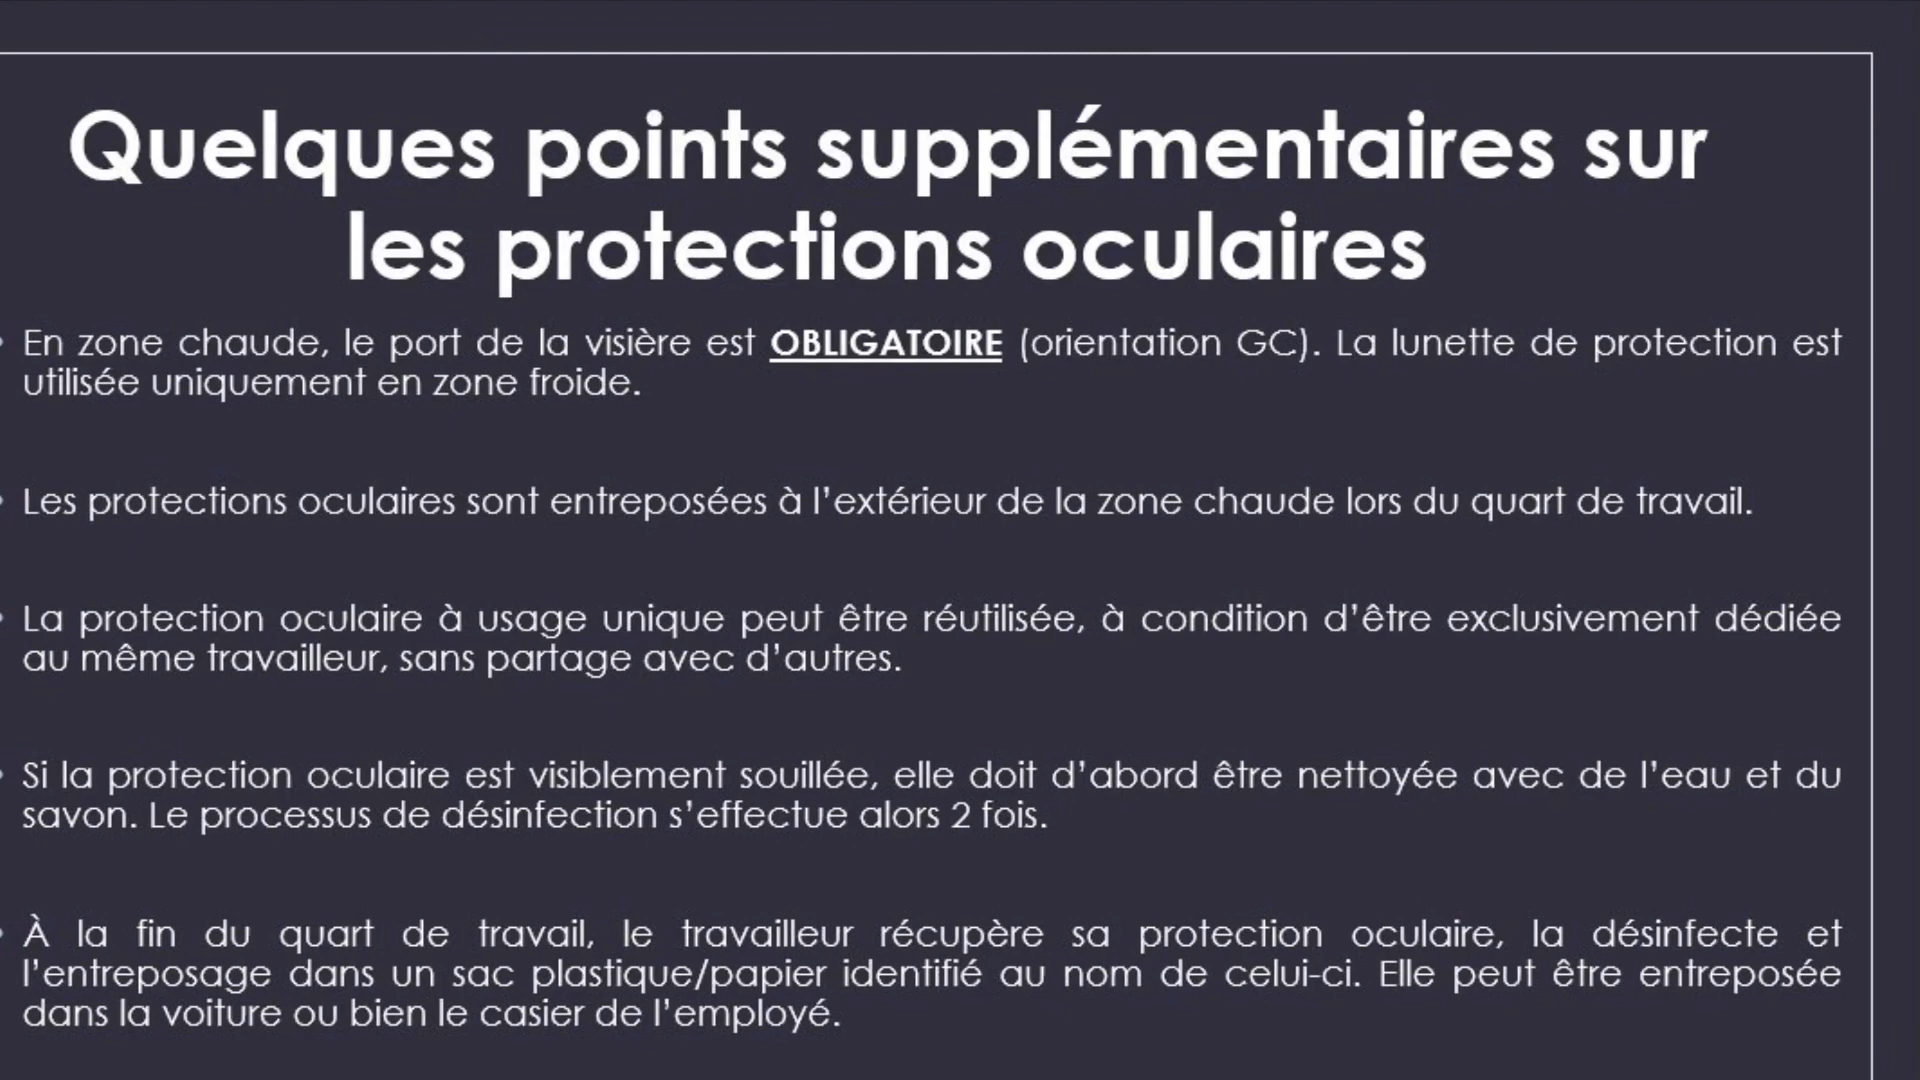 Quelques points supplémentaires sur
les protections oculaires
• En zone chaude, le port de la visière est OBLIGATOIRE (orientation GC). La lunette de protection est
utilisée uniquement en zone froide.
• Les protections oculaires sont entreposées à l'extérieur de la zone chaude lors du quart de travail.
• La protection oculaire à usage unique peut être réutilisée, à condition d'être exclusivement dédiée
au même travailleur, sans partage avec d'autres.
• Si la protection oculaire est visiblement souillée, elle doit d'abord être nettoyée avec de l'eau et du
savon. Le processus de désinfection s'effectue alors 2 fois.
• À la fin du quart de travail, le travailleur récupère sa protection oculaire, la désinfecte et
l'entreposage dans un sac plastique/papier identifié au nom de celui-ci. Elle peut être entreposée
dans la voiture ou bien le casier de l'employé.